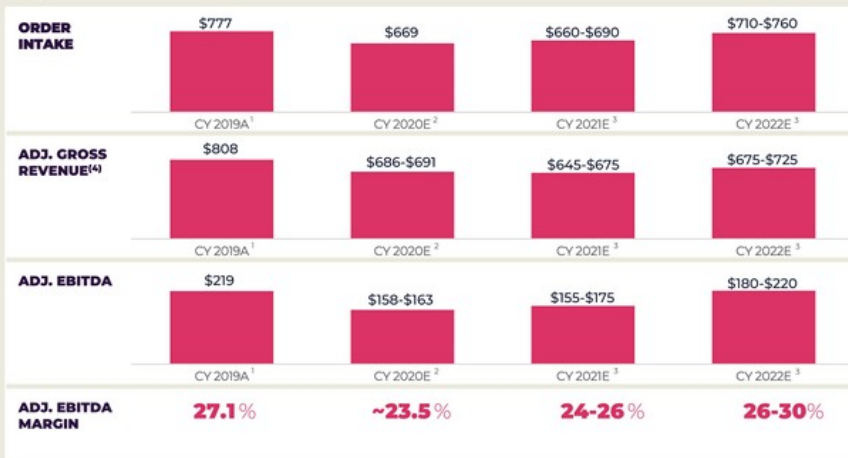 ORDER
INTAKE
$777
$669
$660-$690
$710-$760
CY 2019A 1
CY 2020E 2
CY 2021E 3
CY 2022E 3
ADJ. GROSS
REVENUE(4)
$808
$686-$691
$645-$675
$675-$725
CY 2019A 1
CY 2020E 2
CY 2021E 3
CY 2022E 3
ADJ. EBITDA
$219
$158-$163
$155-$175
$180-$220
CY 2019A 1
CY 2020E 2
CY 2021E 3
CY 2022E 3
ADJ. EBITDA
MARGIN
27.1%
~23.5%
24-26%
26-30%